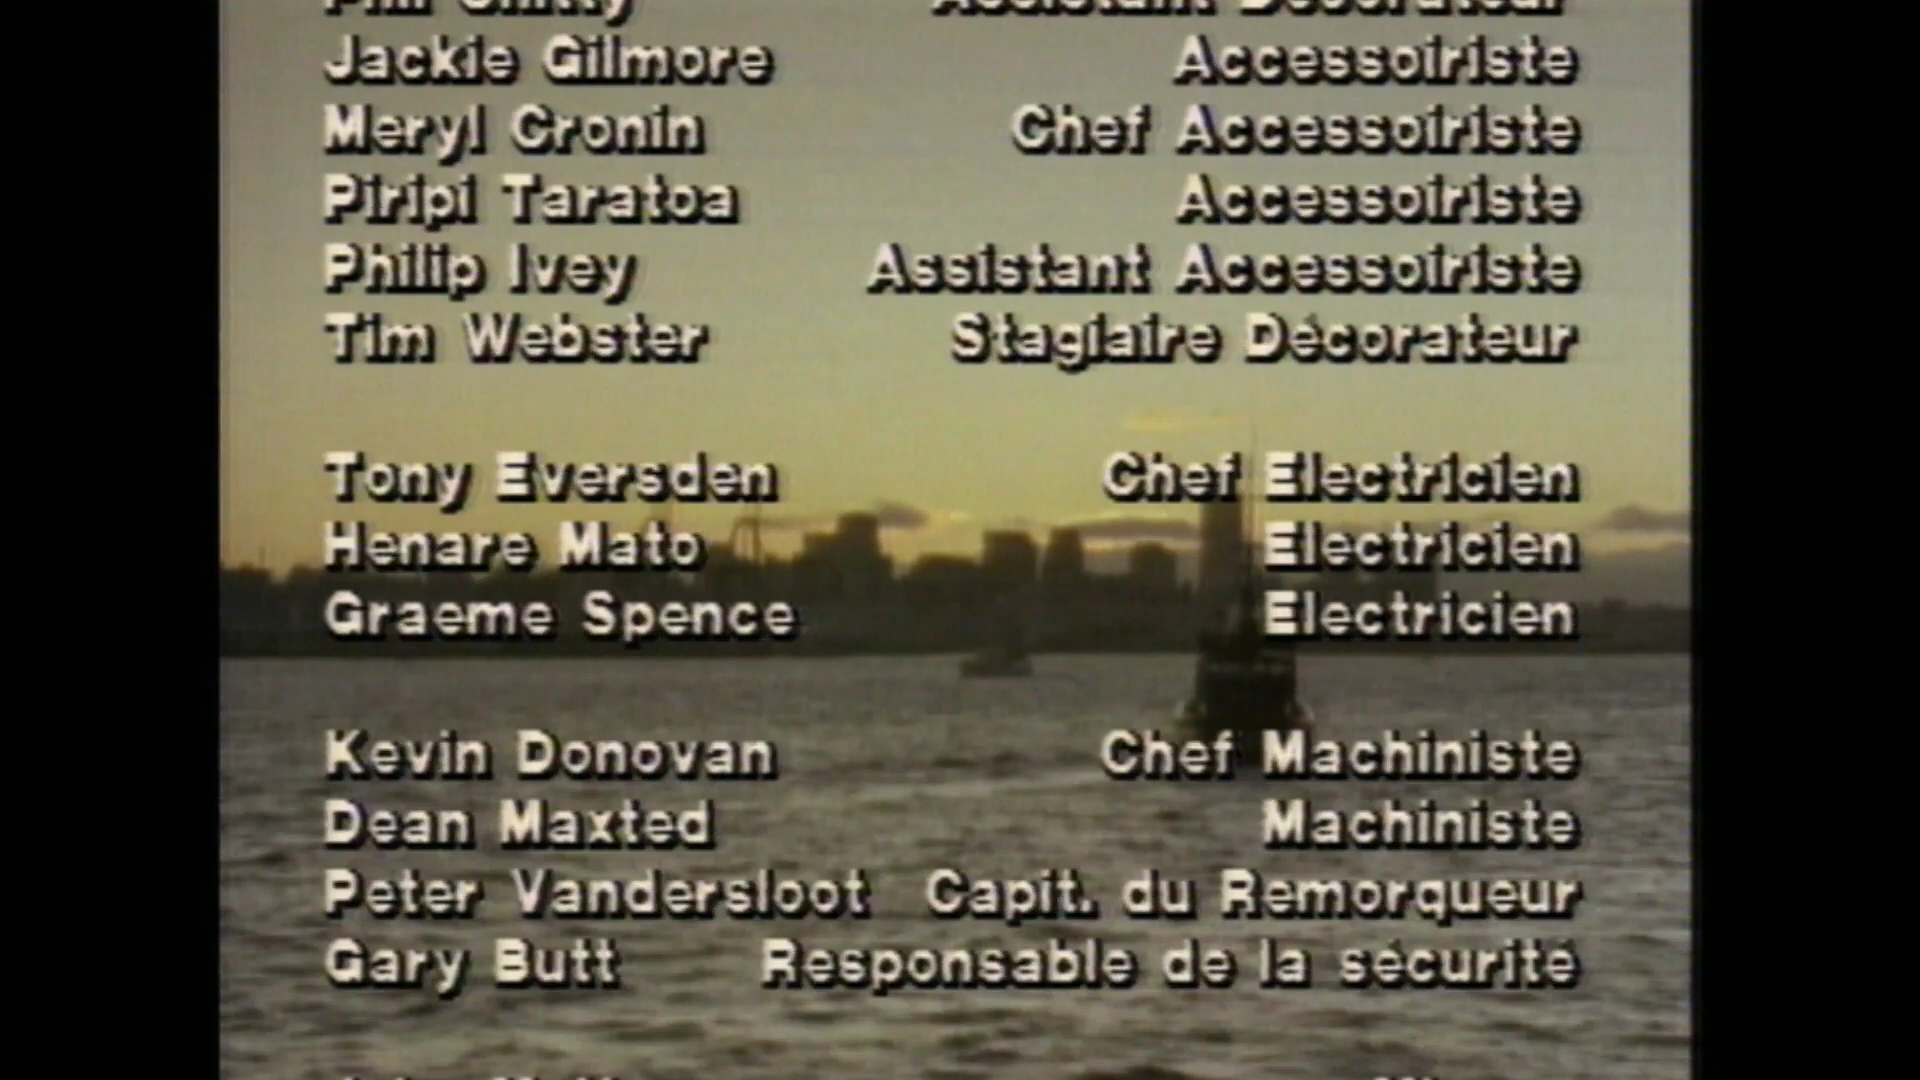 Assistant Décorateur
Jackie Gilmore Accessoiriste
Meryl Cronin Chef Accessoiriste
Piripi Taratoa Accessoiriste
Philip Ivey Assistant Accessoiriste
Tim Webster Stagiaire Décorateur
Tony Eversden Chef Electricien
Henare Mato Electricien
Graeme Spence Electricien
Kevin Donovan Chef Machiniste
Dean Maxted Machiniste
Peter Vandersloot Capit. du Remorqueur
Gary Butt Responsable de la sécurité